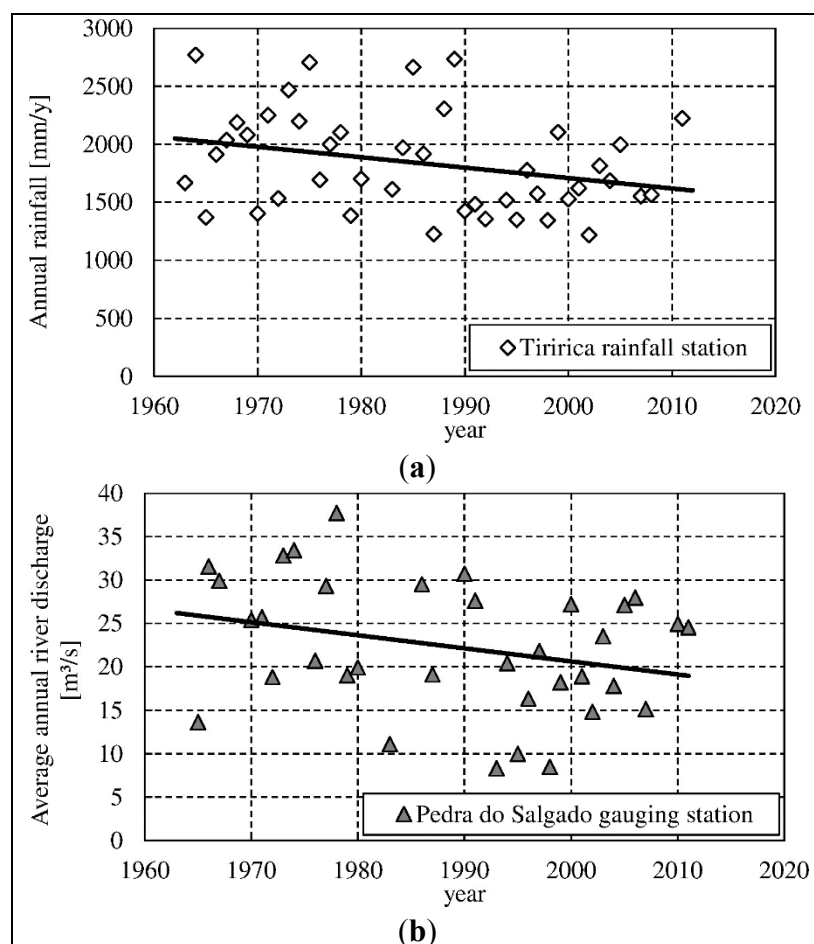 3000
2500
2000
1500
1000
500
0
Annual rainfall [mm/y]
Tiririca rainfall station
1960 1970 1980 1990 2000 2010 2020
year
(a)
40
35
30
25
20
15
10
5
0
Average annual river discharge
[m³/s]
Pedra do Salgado gauging station
1960 1970 1980 1990 2000 2010 2020
year
(b)